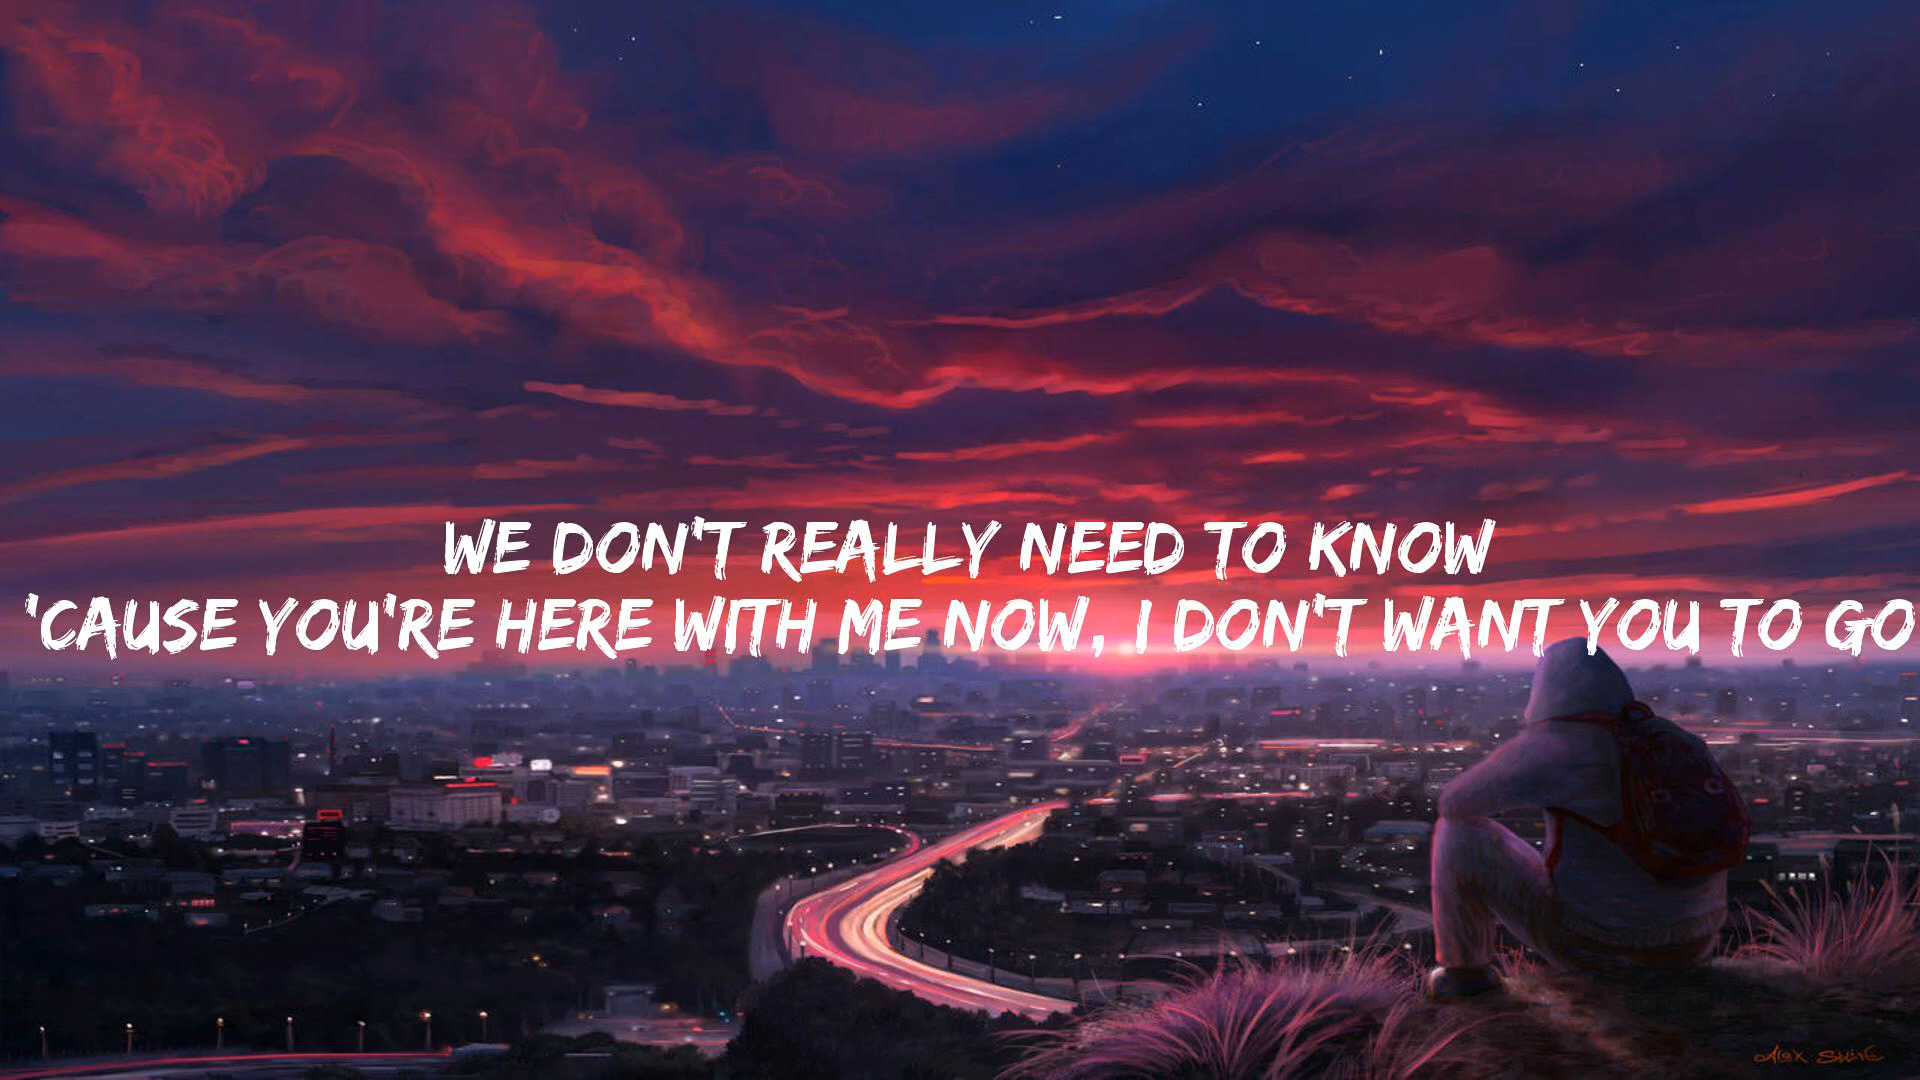 WE DON'T REALLY NEED TO KNOW
'CAUSE YOU'RE HERE WITH ME NOW, I DON'T WANT YOU TO GO